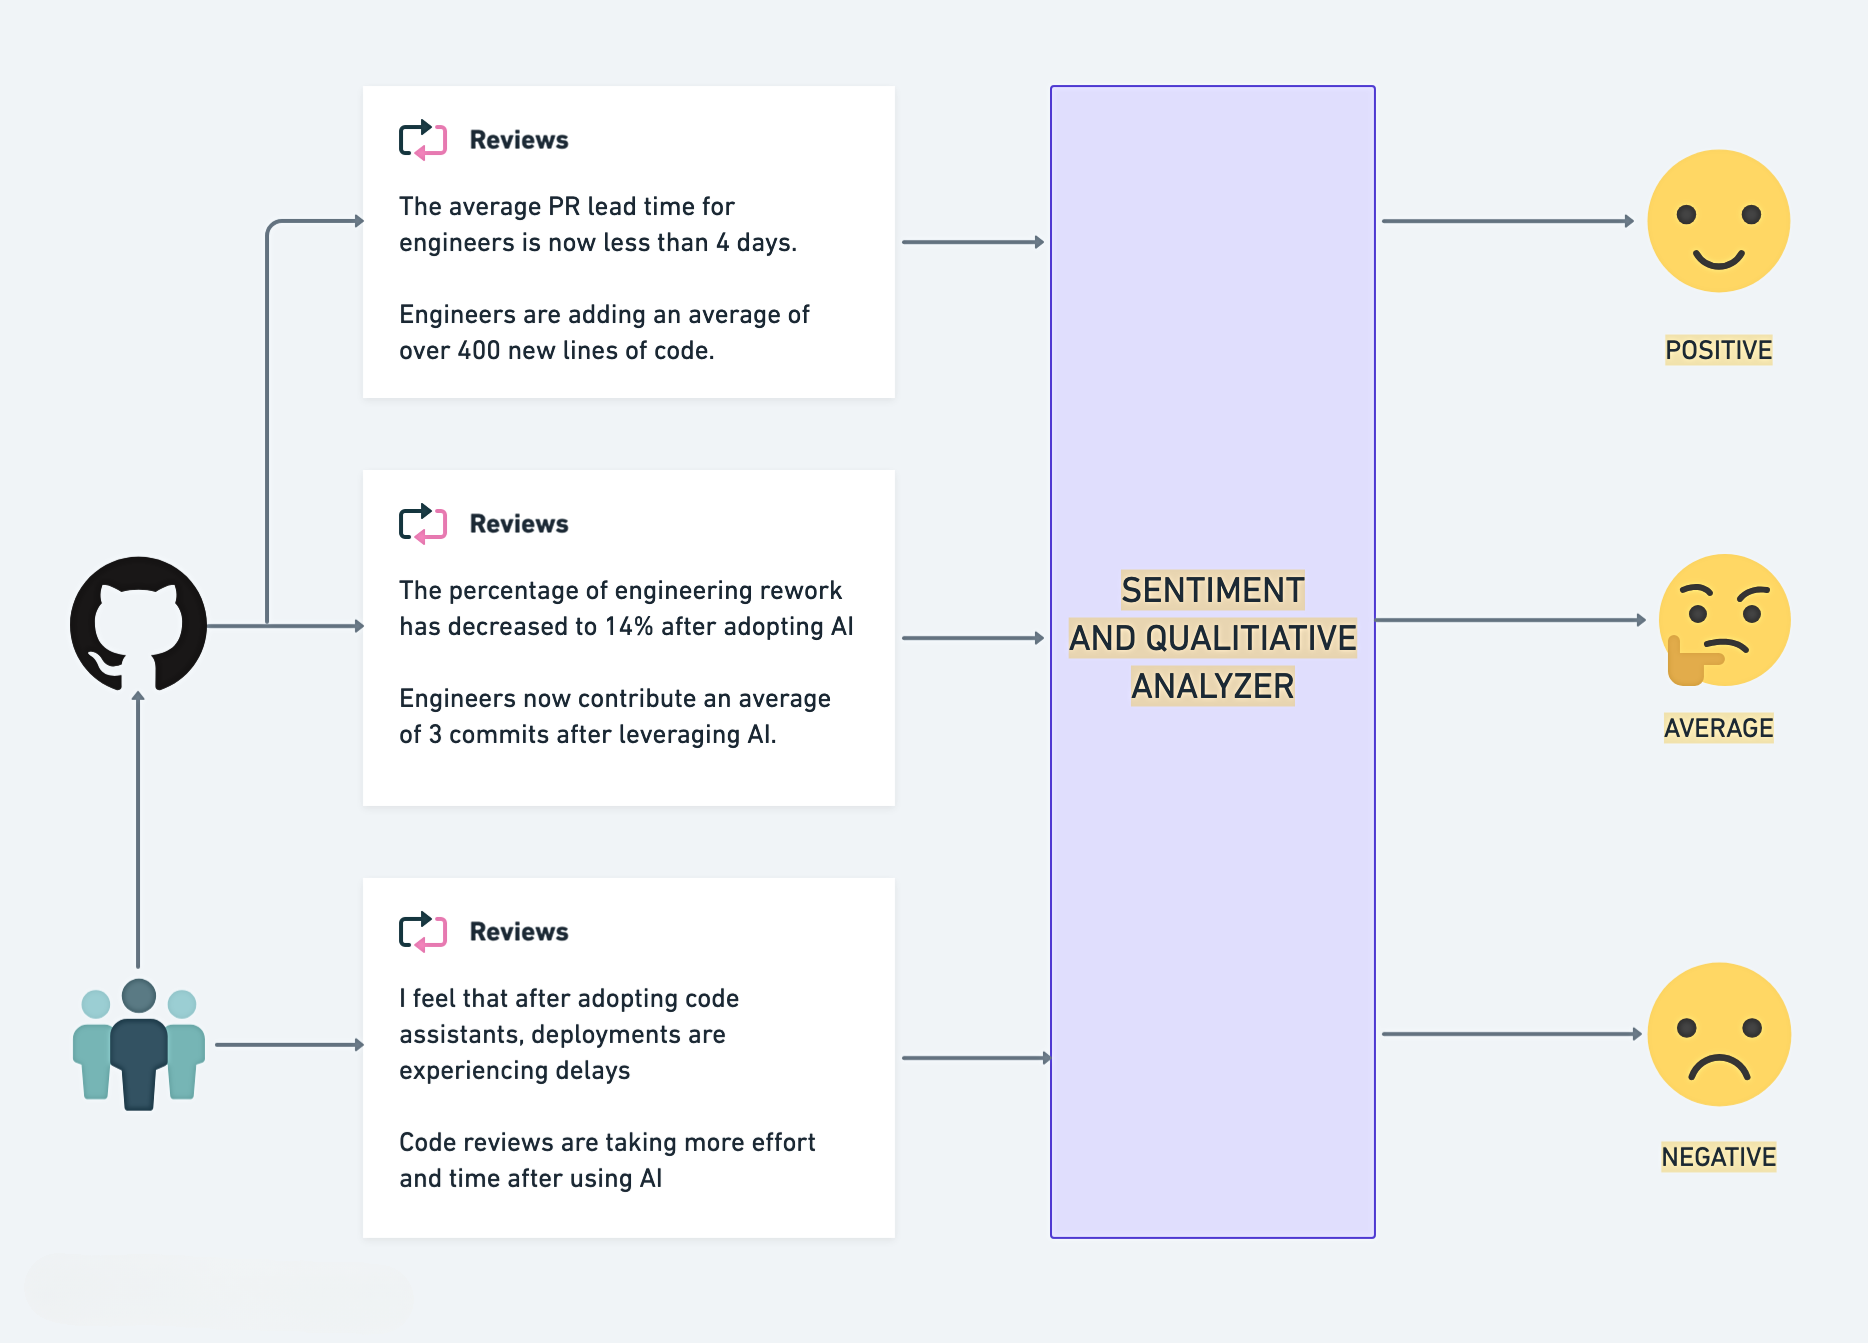 Reviews
The average PR lead time for
engineers is now less than 4 days.
Engineers are adding an average of
over 400 new lines of code.
Reviews
The percentage of engineering rework
has decreased to 14% after adopting AI
Engineers now contribute an average
of 3 commits after leveraging AI.
Reviews
I feel that after adopting code
assistants, deployments are
experiencing delays
Code reviews are taking more effort
and time after using AI
SENTIMENT
AND QUALITIATIVE
ANALYZER
POSITIVE
AVERAGE
NEGATIVE